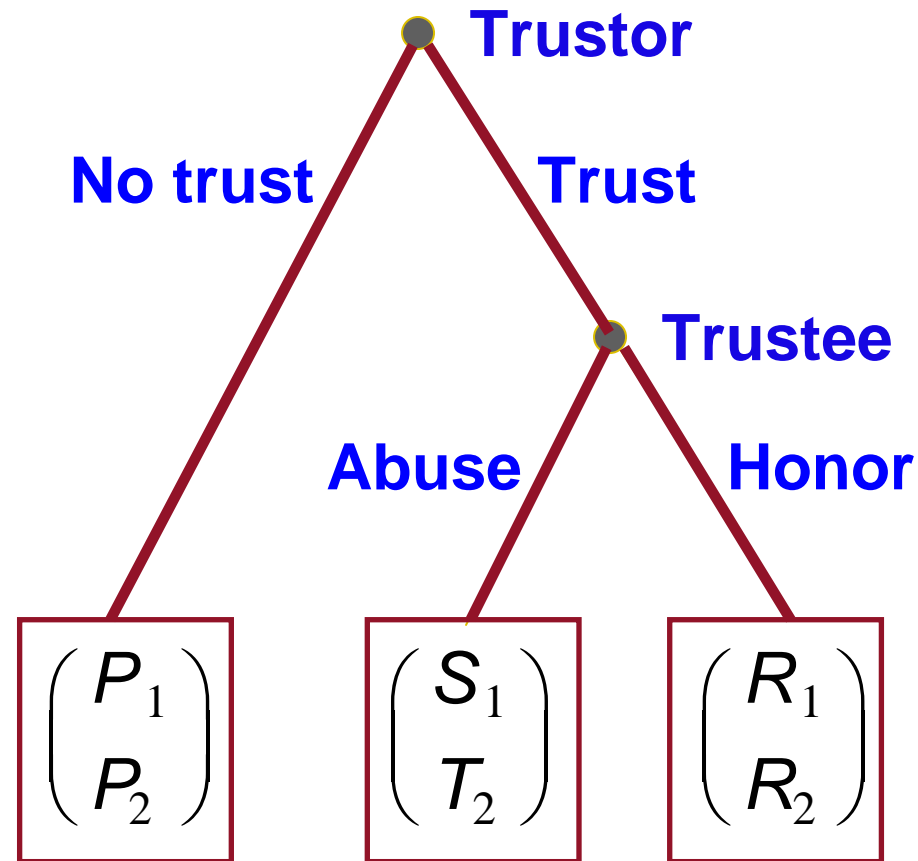 Trustor
No trust
Trust
Trustee
Abuse
Honor
P1
P2
S1
T2
R1
R2